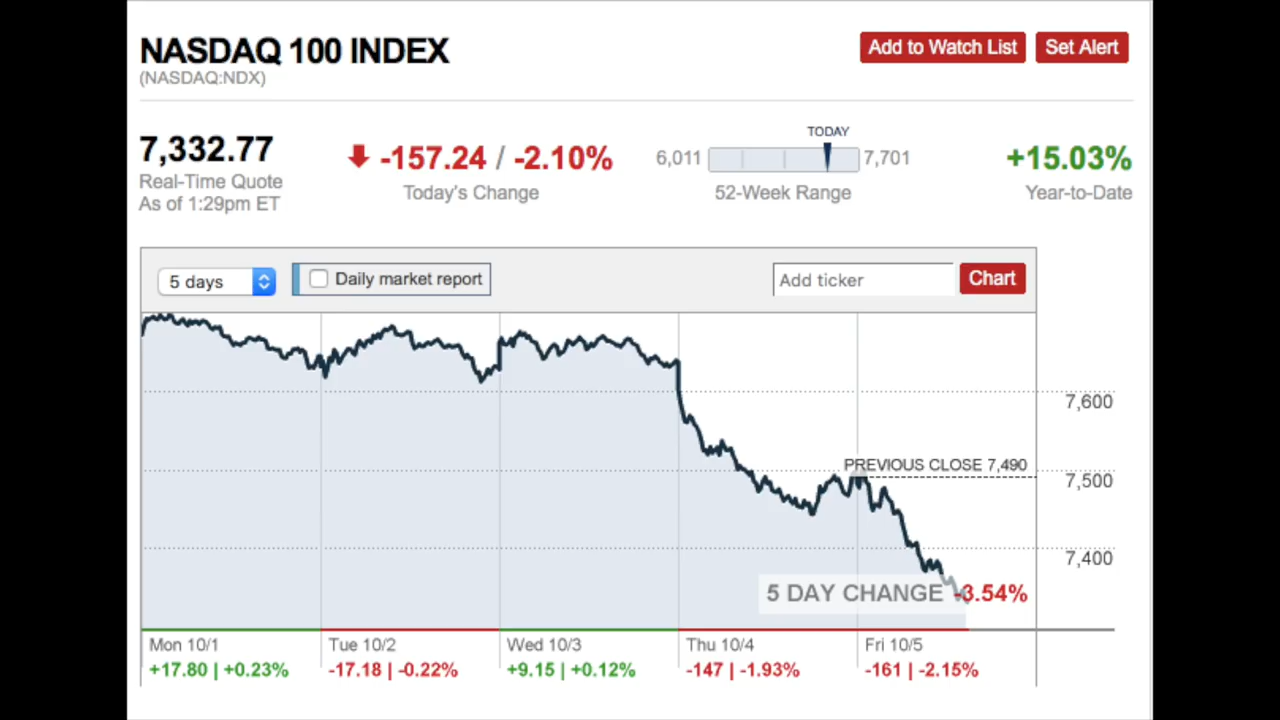 NASDAQ 100 INDEX
(NASDAQ:NDX)
Add to Watch List
Set Alert
7,332.77
Real-Time Quote
As of 1:29pm ET
-157.24 / -2.10%
Today's Change
TODAY
6,011
7,701
52-Week Range
+15.03%
Year-to-Date
5 days
Daily market report
Add ticker
Chart
7,600
PREVIOUS CLOSE 7,490
7,500
7,400
5 DAY CHANGE -3.54%
Mon 10/1
+17.80 | +0.23%
Tue 10/2
-17.18 | -0.22%
Wed 10/3
+9.15 | +0.12%
Thu 10/4
-147 | -1.93%
Fri 10/5
-161 | -2.15%